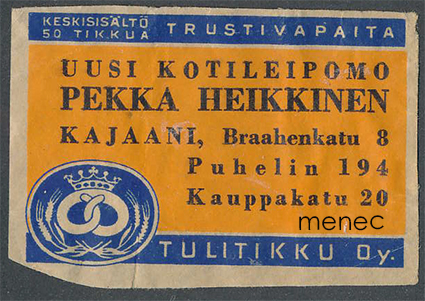 KESKISISÄLTÖ
50 TIKKUA
TRUSTIVAPAITA
UUSI KOTILEIPOMO
PEKKA HEIKKINEN
KAJAANI, Braahenkatu 8
Puhelin 194
Kauppakatu 20
menec
TULITIKKU Oy.